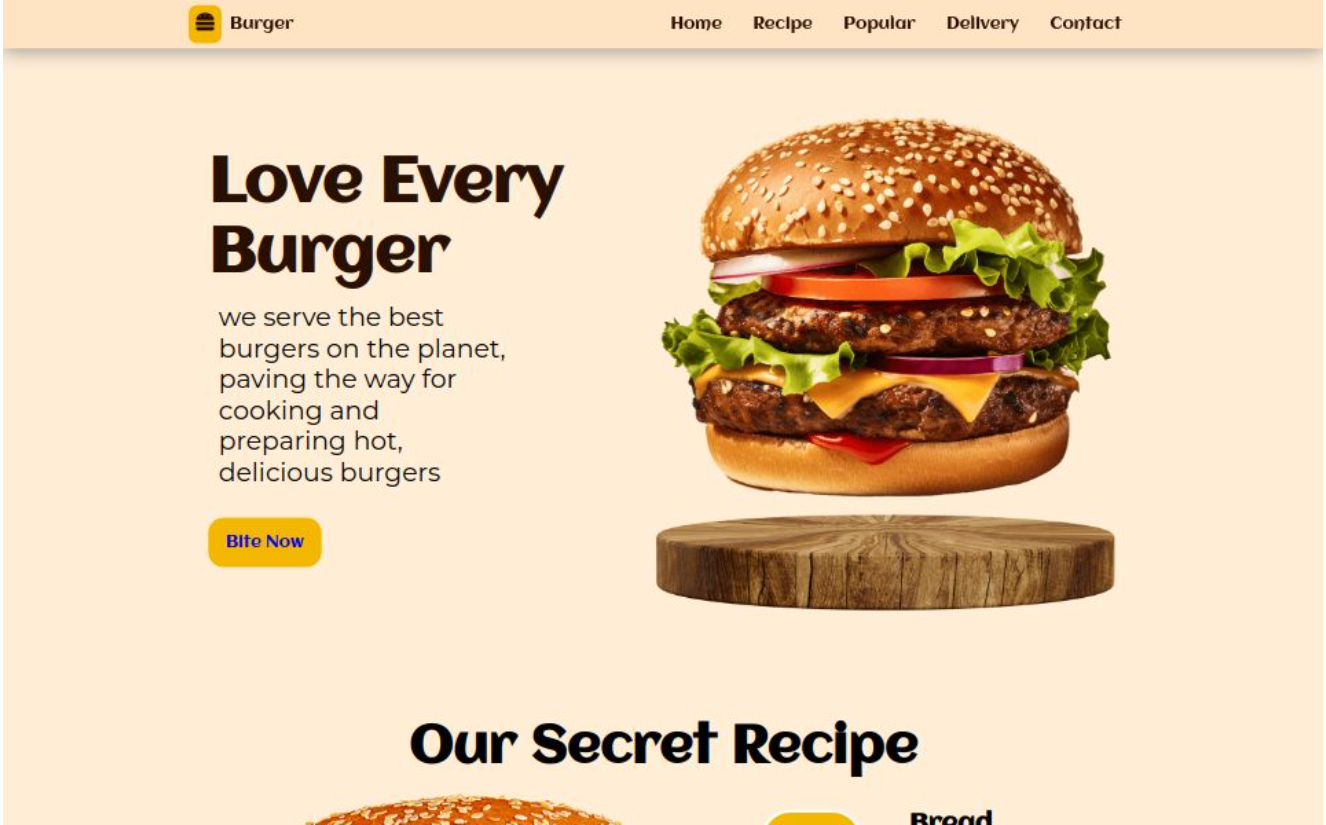 Burger
Home Recipe Popular Delivery Contact
Love Every
Burger
we serve the best
burgers on the planet,
paving the way for
cooking and
preparing hot,
delicious burgers
Bite Now
Our Secret Recipe
Bread